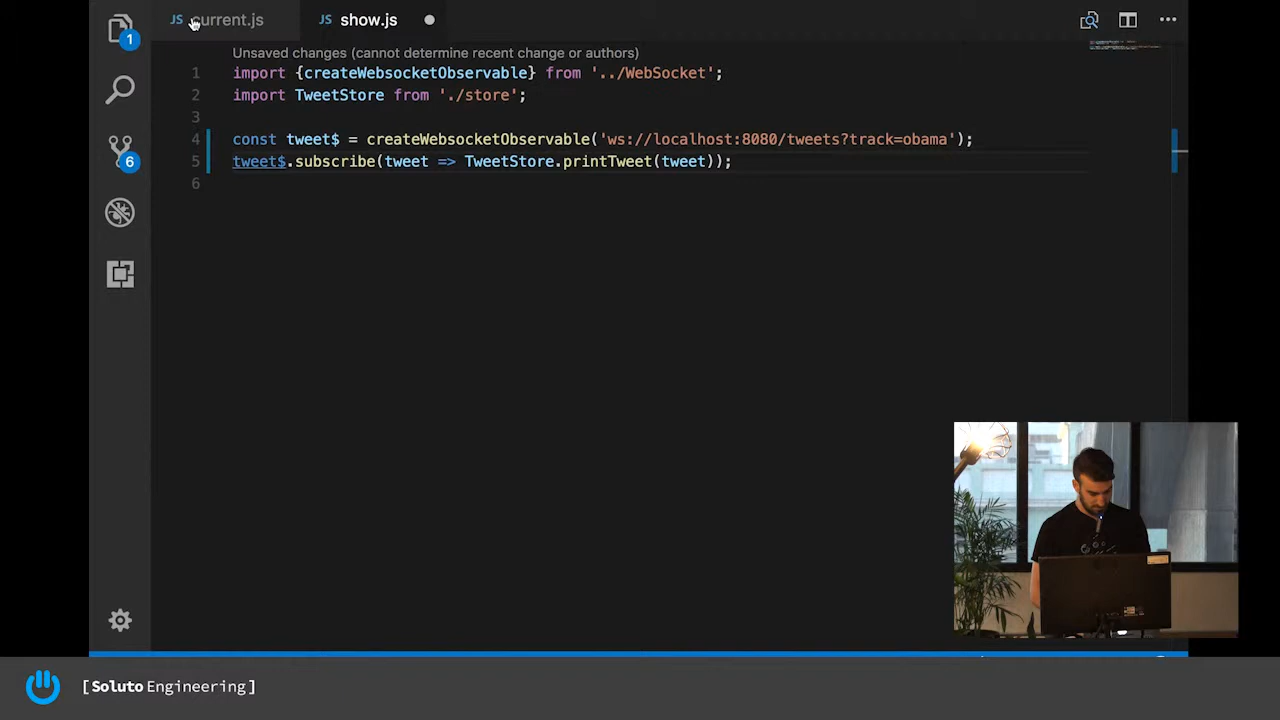 JS current.js JS show.js
1
Unsaved changes (cannot determine recent change or authors)
1 import {createWebsocketObservable} from '../WebSocket';
2 import TweetStore from './store';
3
4 const tweet$ = createWebsocketObservable('ws://localhost:8080/tweets?track=obama');
5 tweet$.subscribe(tweet => TweetStore.printTweet(tweet));
6
6
[Soluto Engineering]